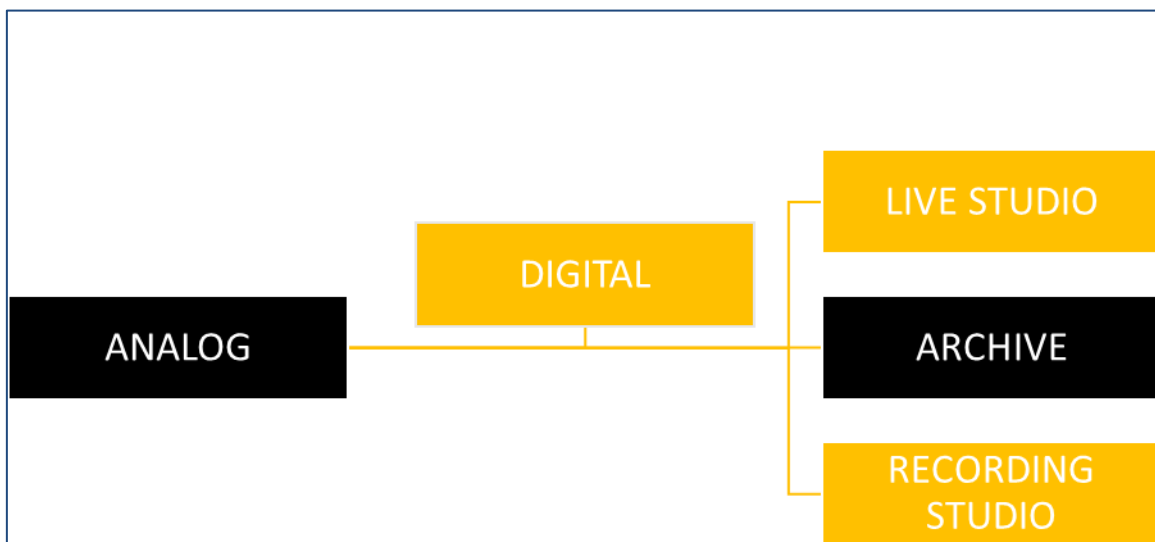 LIVE STUDIO
DIGITAL
ANALOG
ARCHIVE
RECORDING
STUDIO